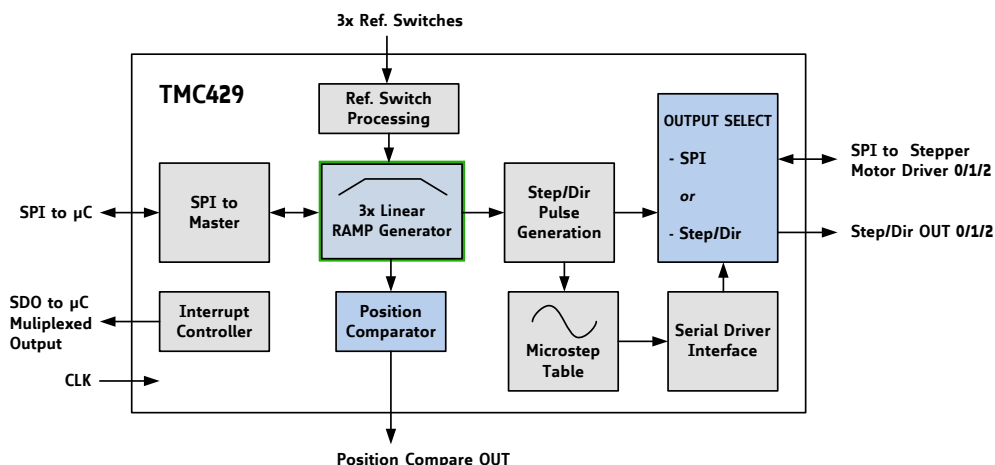 3x Ref. Switches
TMC429
Ref. Switch
Processing
OUTPUT SELECT
- SPI
or
- Step/Dir
SPI to Stepper
Motor Driver 0/1/2
Step/Dir OUT 0/1/2
SPI to µC
SPI to
Master
3x Linear
RAMP Generator
Step/Dir
Pulse
Generation
SDO to µC
Muliplexed
Output
Interrupt
Controller
Position
Comparator
Microstep
Table
Serial Driver
Interface
CLK
Position Compare OUT